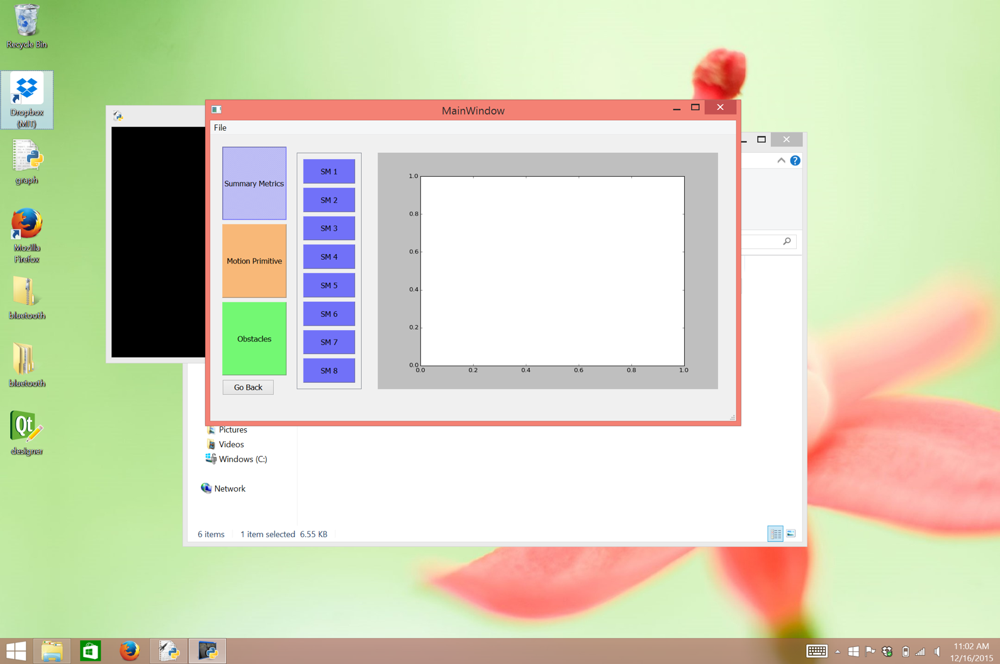 Recycle Bin
Dropbox
(MIT)
graph
Mozilla
Firefox
bluetooth
bluetooth
Qt
designer
MainWindow
File
Summary Metrics
Motion Primitive
Obstacles
Go Back
SM 1
SM 2
SM 3
SM 4
SM 5
SM 6
SM 7
SM 8
1.0
0.8
0.6
0.4
0.2
0.0
0.0 0.2 0.4 0.6 0.8 1.0
?
Pictures
Videos
Windows (C:)
Network
6 items 1 item selected 6.55 KB
11:02 AM
12/16/2015